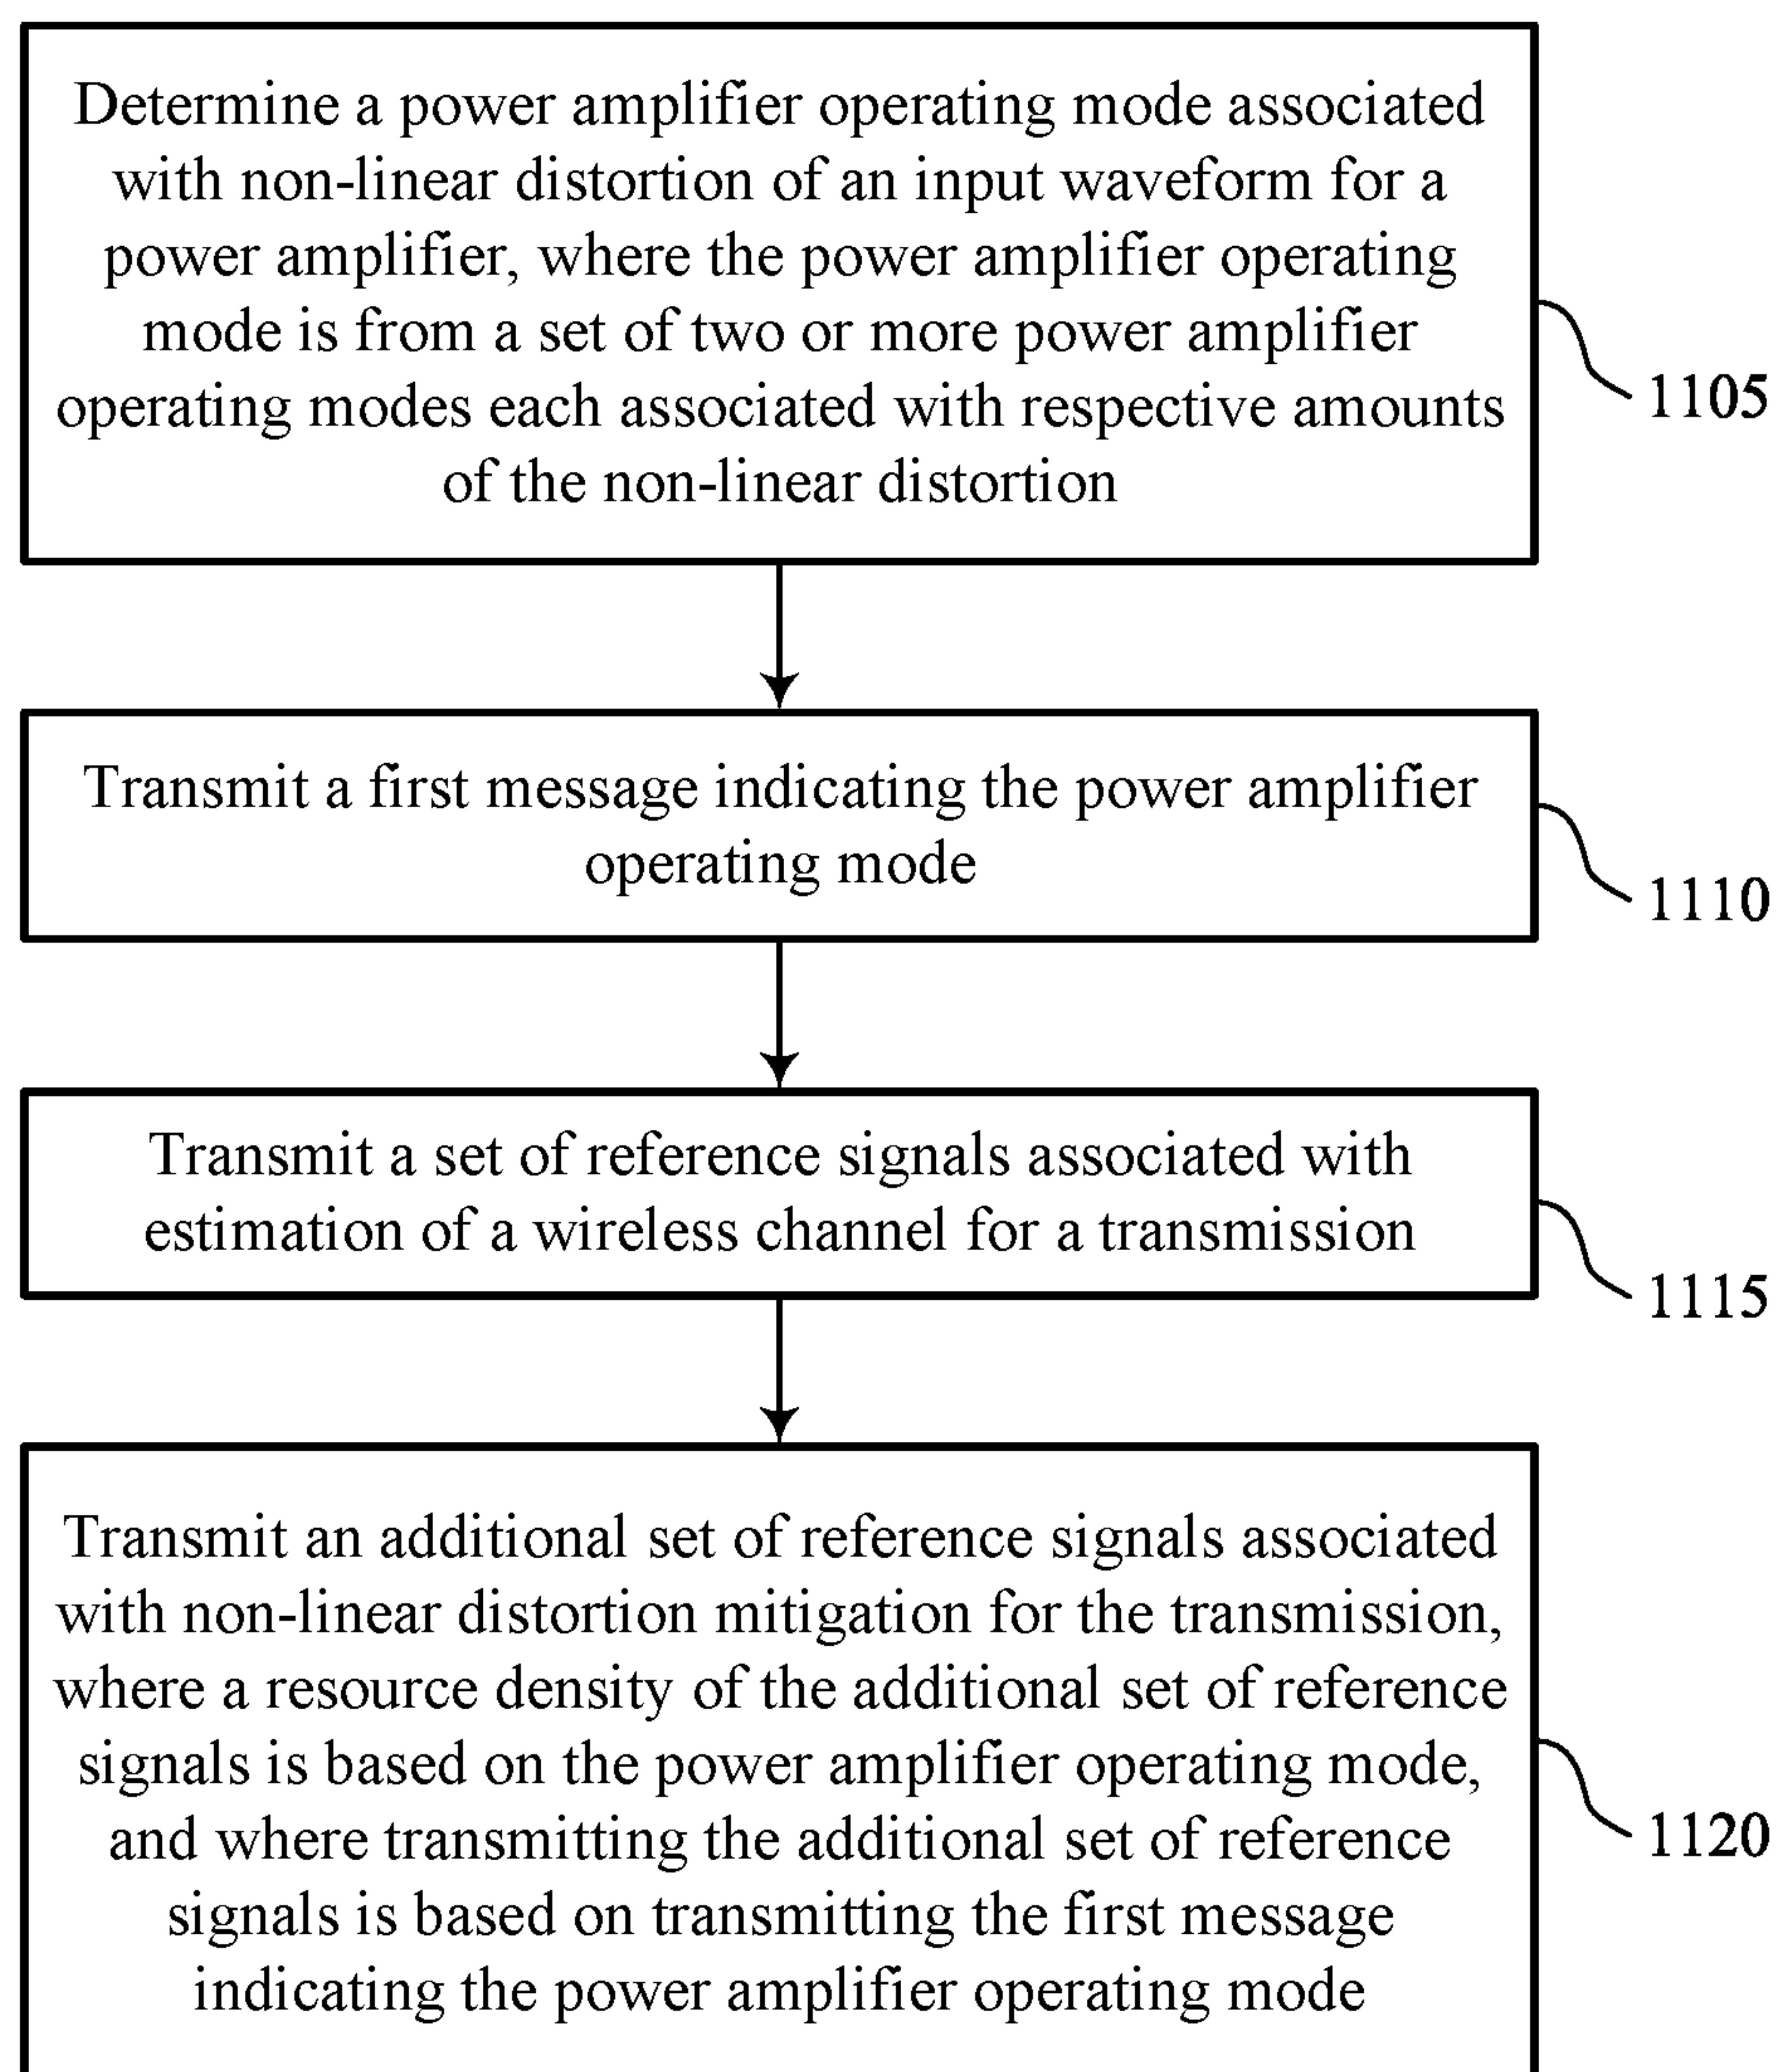 Determine a power amplifier operating mode associated
with non-linear distortion of an input waveform for a
power amplifier, where the power amplifier operating
mode is from a set of two or more power amplifier
operating modes each associated with respective amounts
of the non-linear distortion
1105
Transmit a first message indicating the power amplifier
operating mode
1110
Transmit a set of reference signals associated with
estimation of a wireless channel for a transmission
1115
Transmit an additional set of reference signals associated
with non-linear distortion mitigation for the transmission,
where a resource density of the additional set of reference
signals is based on the power amplifier operating mode,
and where transmitting the additional set of reference
signals is based on transmitting the first message
indicating the power amplifier operating mode
1120